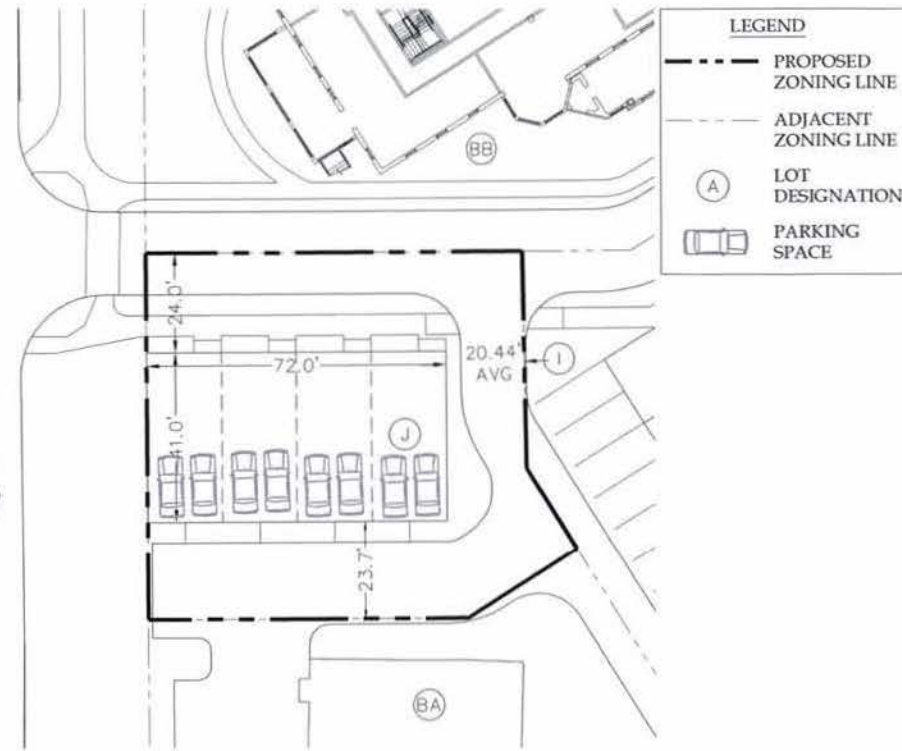 LEGEND
PROPOSED
ZONING LINE
ADJACENT
ZONING LINE
A
LOT
DESIGNATION
PARKING
SPACE
BB
24.0'
72.0'
20.44'
AVG
I
41.0'
J
23.7'
BA